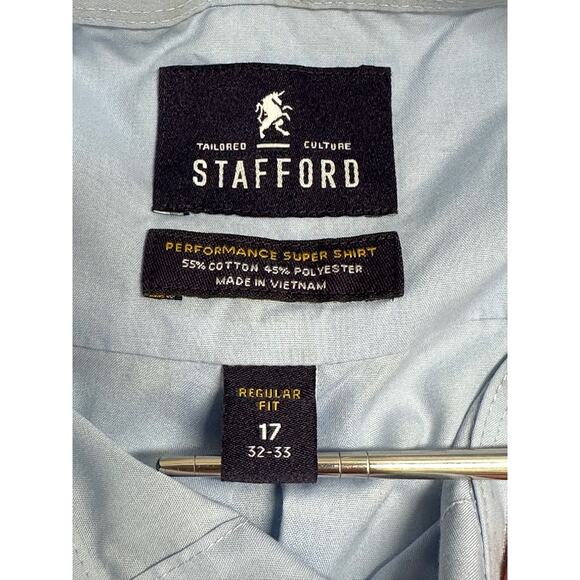 TAILORED CULTURE
STAFFORD
PERFORMANCE SUPER SHIRT
55% COTTON 45% POLYESTER
MADE IN VIETNAM
REGULAR
FIT
17
32-33